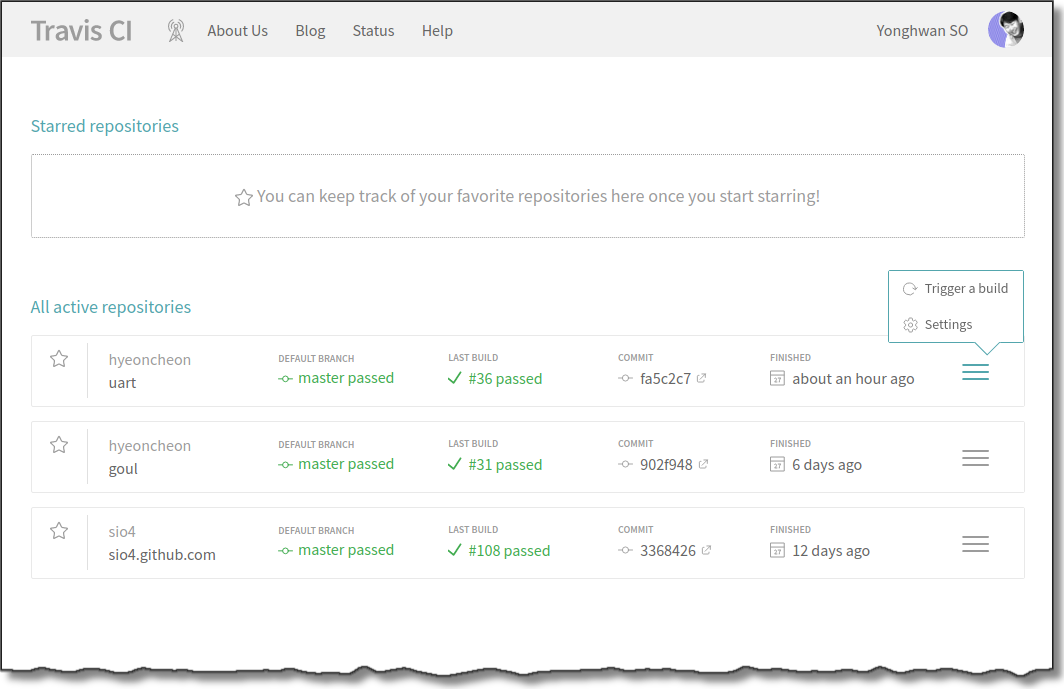 Travis CI About Us Blog Status Help Yonghwan SO
Starred repositories
You can keep track of your favorite repositories here once you start starring!
Trigger a build
Settings
All active repositories
hyeoncheon
uart
DEFAULT BRANCH
master passed
LAST BUILD
#36 passed
COMMIT
fa5c2c7
FINISHED
27
about an hour ago
hyeoncheon
goul
DEFAULT BRANCH
master passed
LAST BUILD
#31 passed
COMMIT
902f948
FINISHED
27
6 days ago
sio4
sio4.github.com
DEFAULT BRANCH
master passed
LAST BUILD
#108 passed
COMMIT
3368426
FINISHED
27
12 days ago